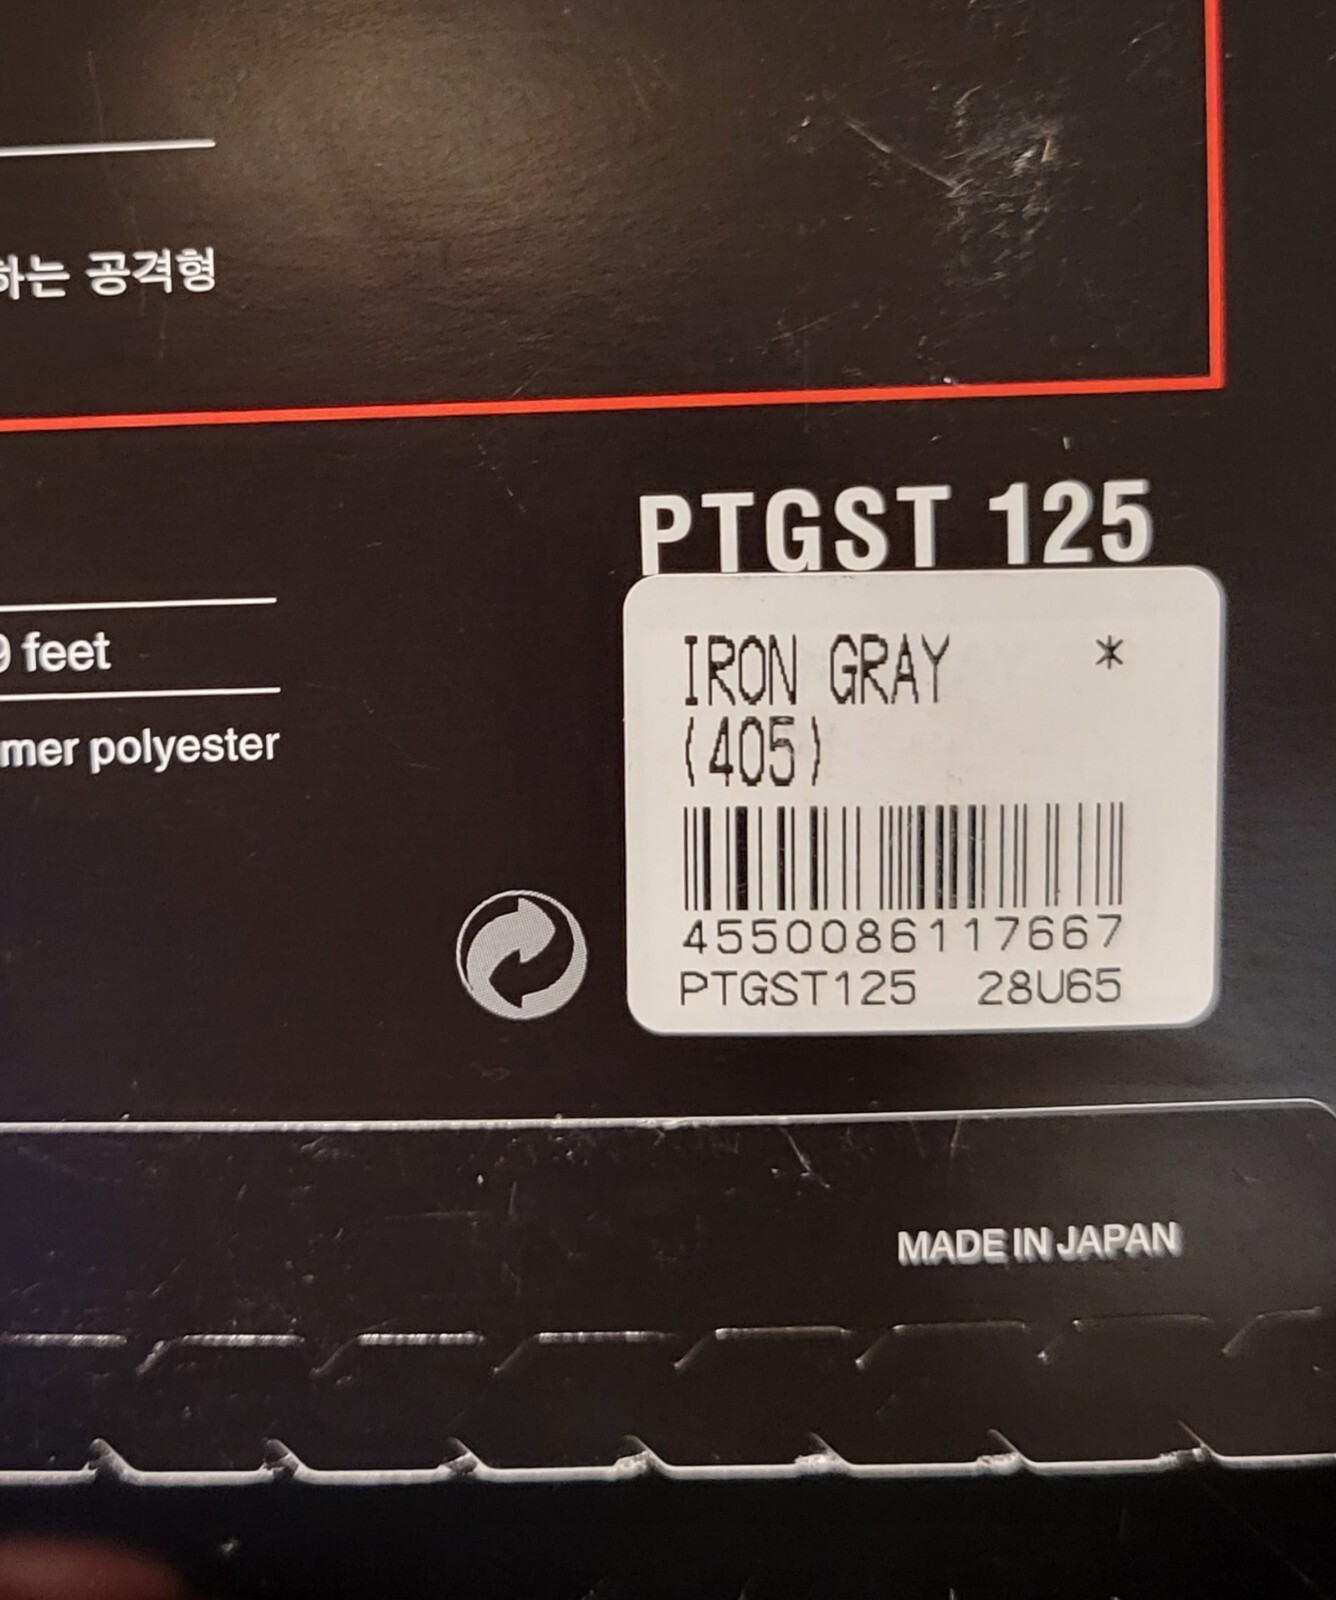 하는 공격형
PTGST 125
9 feet
mer polyester
IRON GRAY *
(405)
4550086117667
PTGST125 28U65
MADE IN JAPAN